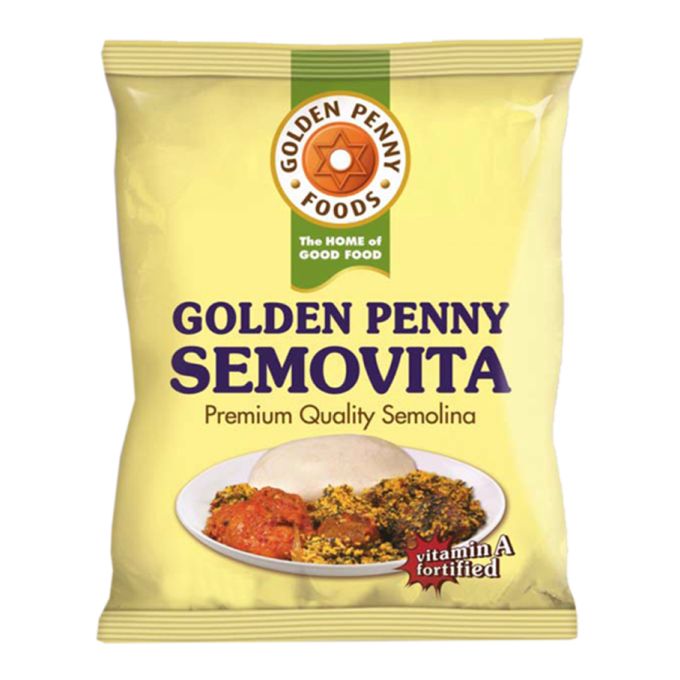 GOLDEN PENNY
FOODS
The HOME of
GOOD FOOD
GOLDEN PENNY
SEMOVITA
Premium Quality Semolina
vitamin A
fortified